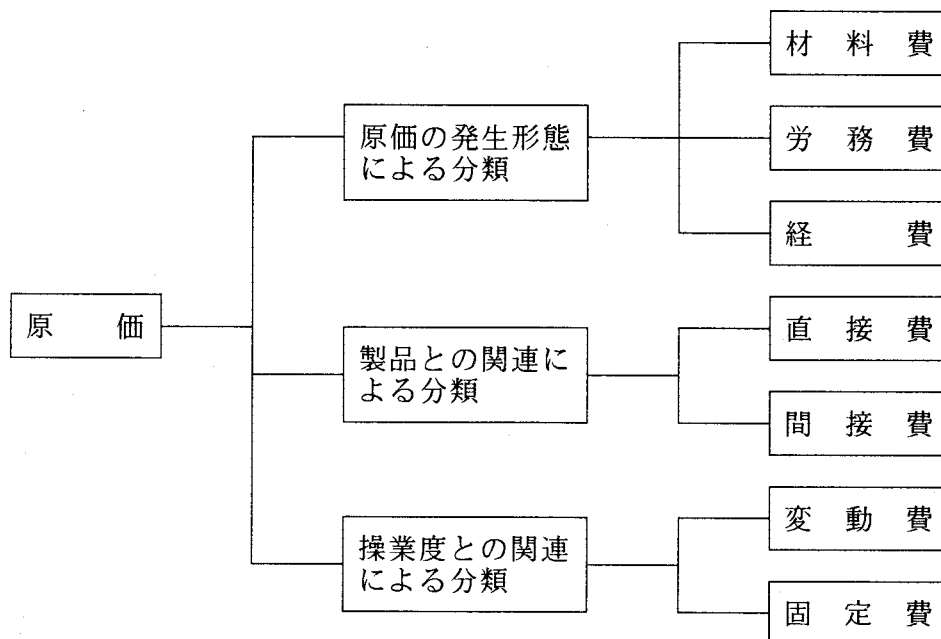 原価
原価の発生形態
による分類
製品との関連に
よる分類
操業度との関連
による分類
材料費
労務費
経費
直接費
間接費
変動費
固定費